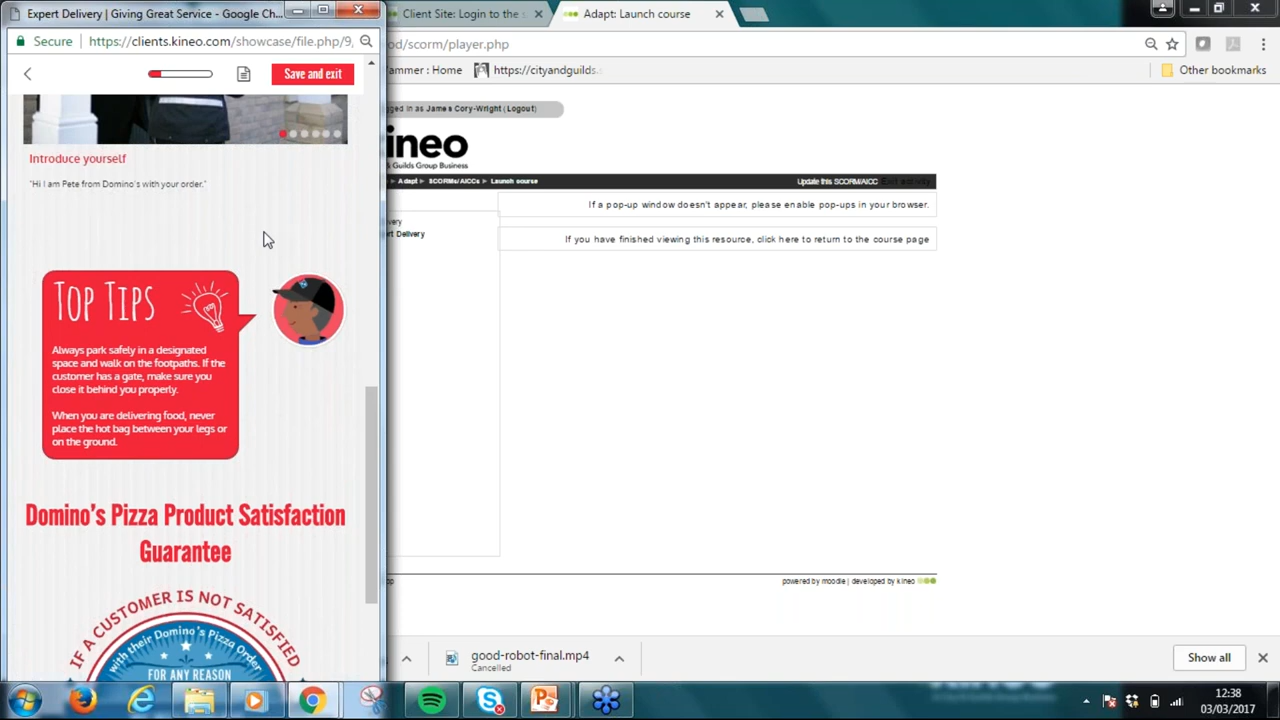 Expert Delivery | Giving Great Service - Google Ch...
Secure
https://clients.kineo.com/showcase/file.php/9,
Save and exit
Introduce yourself
"Hi I am Pete from Domino's with your order."
TOP TIPS
Always park safely in a designated
space and walk on the footpaths. If the
customer has a gate, make sure you
close it behind you properly.
When you are delivering food, never
place the hot bag between your legs or
on the ground.
Domino's Pizza Product Satisfaction
Guarantee
IF A CUSTOMER IS NOT SATISFIED
with their Domino's Pizza Order
FOR ANY REASON
Client Site: Login to the s
Adapt: Launch course
od/scorm/player.php
ammer : Home
https://cityandguilds.
Other bookmarks
gged in as James Cory-Wright (Logout)
ineo
& Guilds Group Business
Adapt ► SCORMs/AICCs ► Launch course
Update this SCORM/AICC
Exit activity
If a pop-up window doesn't appear, please enable pop-ups in your browser.
very
rt Delivery
If you have finished viewing this resource, click here to return to the course page
powered by moodle | developed by kineo
good-robot-final.mp4
Cancelled
Show all
12:38
03/03/2017